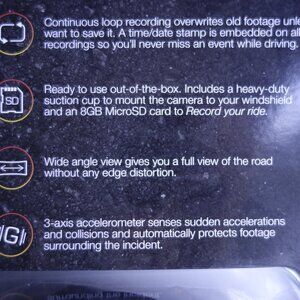 Continuous loop recording overwrites old footage
want to save it. A time/date stamp is embedded on all
recordings so you'll never miss an event while driving.
SD
Ready to use out-of-the-box. Includes a heavy-duty
suction cup to mount the camera to your windshield
and an 8GB MicroSD card to Record your ride.
Wide angle view gives you a full view of the road
without any edge distortion.
G
3-axis accelerometer senses sudden accelerations
and collisions and automatically protects footage
surrounding the incident.